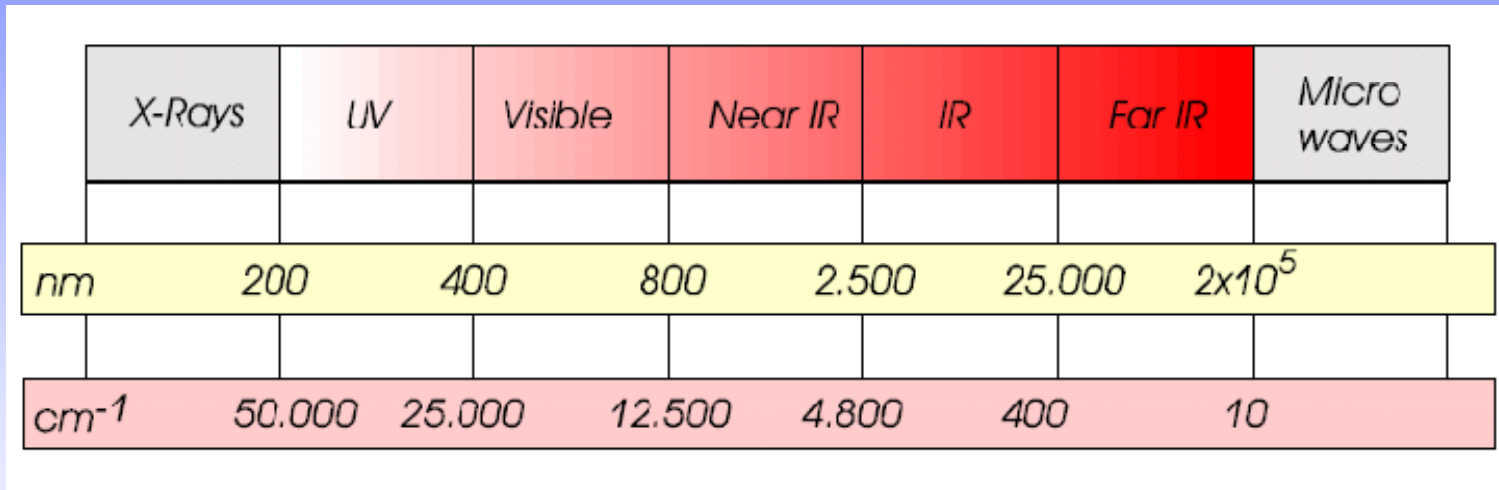 X-Rays UV Visible Near IR IR Far IR Micro waves
nm 200 400 800 2.500 25.000 2x10⁵
cm⁻¹ 50.000 25.000 12.500 4.800 400 10